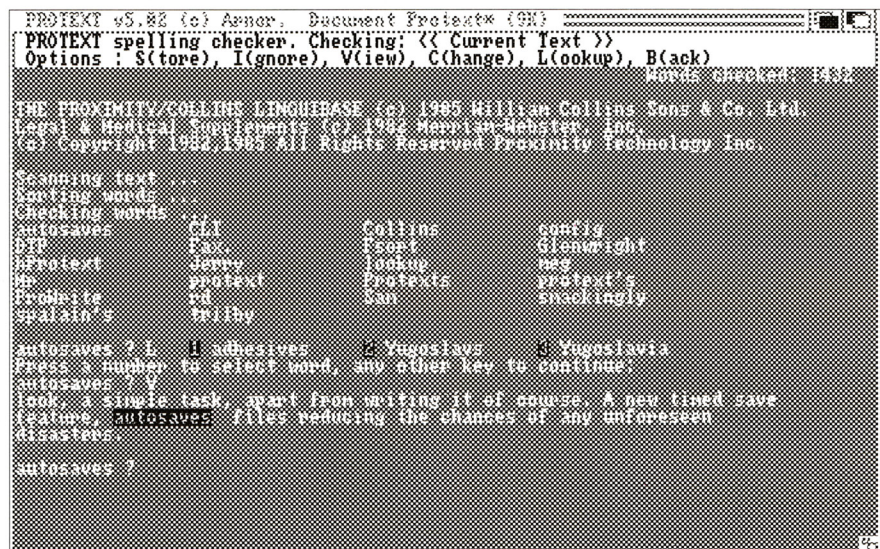 PROTEXT v5.02 (c) Arnor. Document Protext* (9K)
PROTEXT spelling checker. Checking: << Current Text >>
Options : S(tore), I(gnore), V(iew), C(hange), L(ookup), B(ack)
Words checked: 1432
THE PROXIMITY/COLLINS LINGUIBASE (c) 1985 William Collins Sons & Co. Ltd.
Legal & Medical Supplements (c) 1982 Merriam-Webster, Inc.
(c) Copyright 1982,1985 All Rights Reserved Proximity Technology Inc.
Scanning text ...
Sorting words ...
Checking words ...
autosaves CLI Collins config
DTP Fax. Fsort Glenwright
hProtext Jerry lookup meg
Mr protext Protexts protext's
ProWrite rd San smackingly
spalain's trilby
autosaves ? L 1 adhesives 2 Yugoslavs 3 Yugoslavia
Press a number to select word, any other key to continue:
autosaves ? V
look, a simple task, apart from writing it of course. A new timed save
feature, autosaves, files reducing the chances of any unforeseen
disasters.
autosaves ?